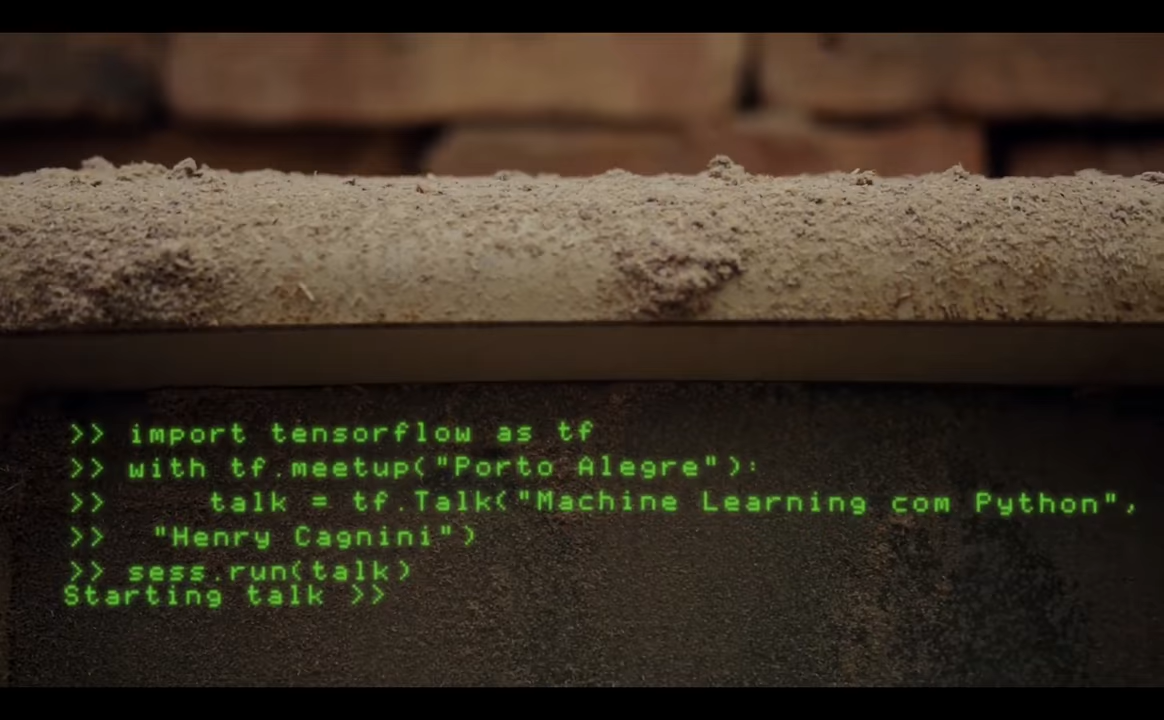 >> import tensorflow as tf
>> with tf.meetup("Porto Alegre"):
>>     talk = tf.Talk("Machine Learning com Python",
>>   "Henry Cagnini")
>> sess.run(talk)
Starting talk >>